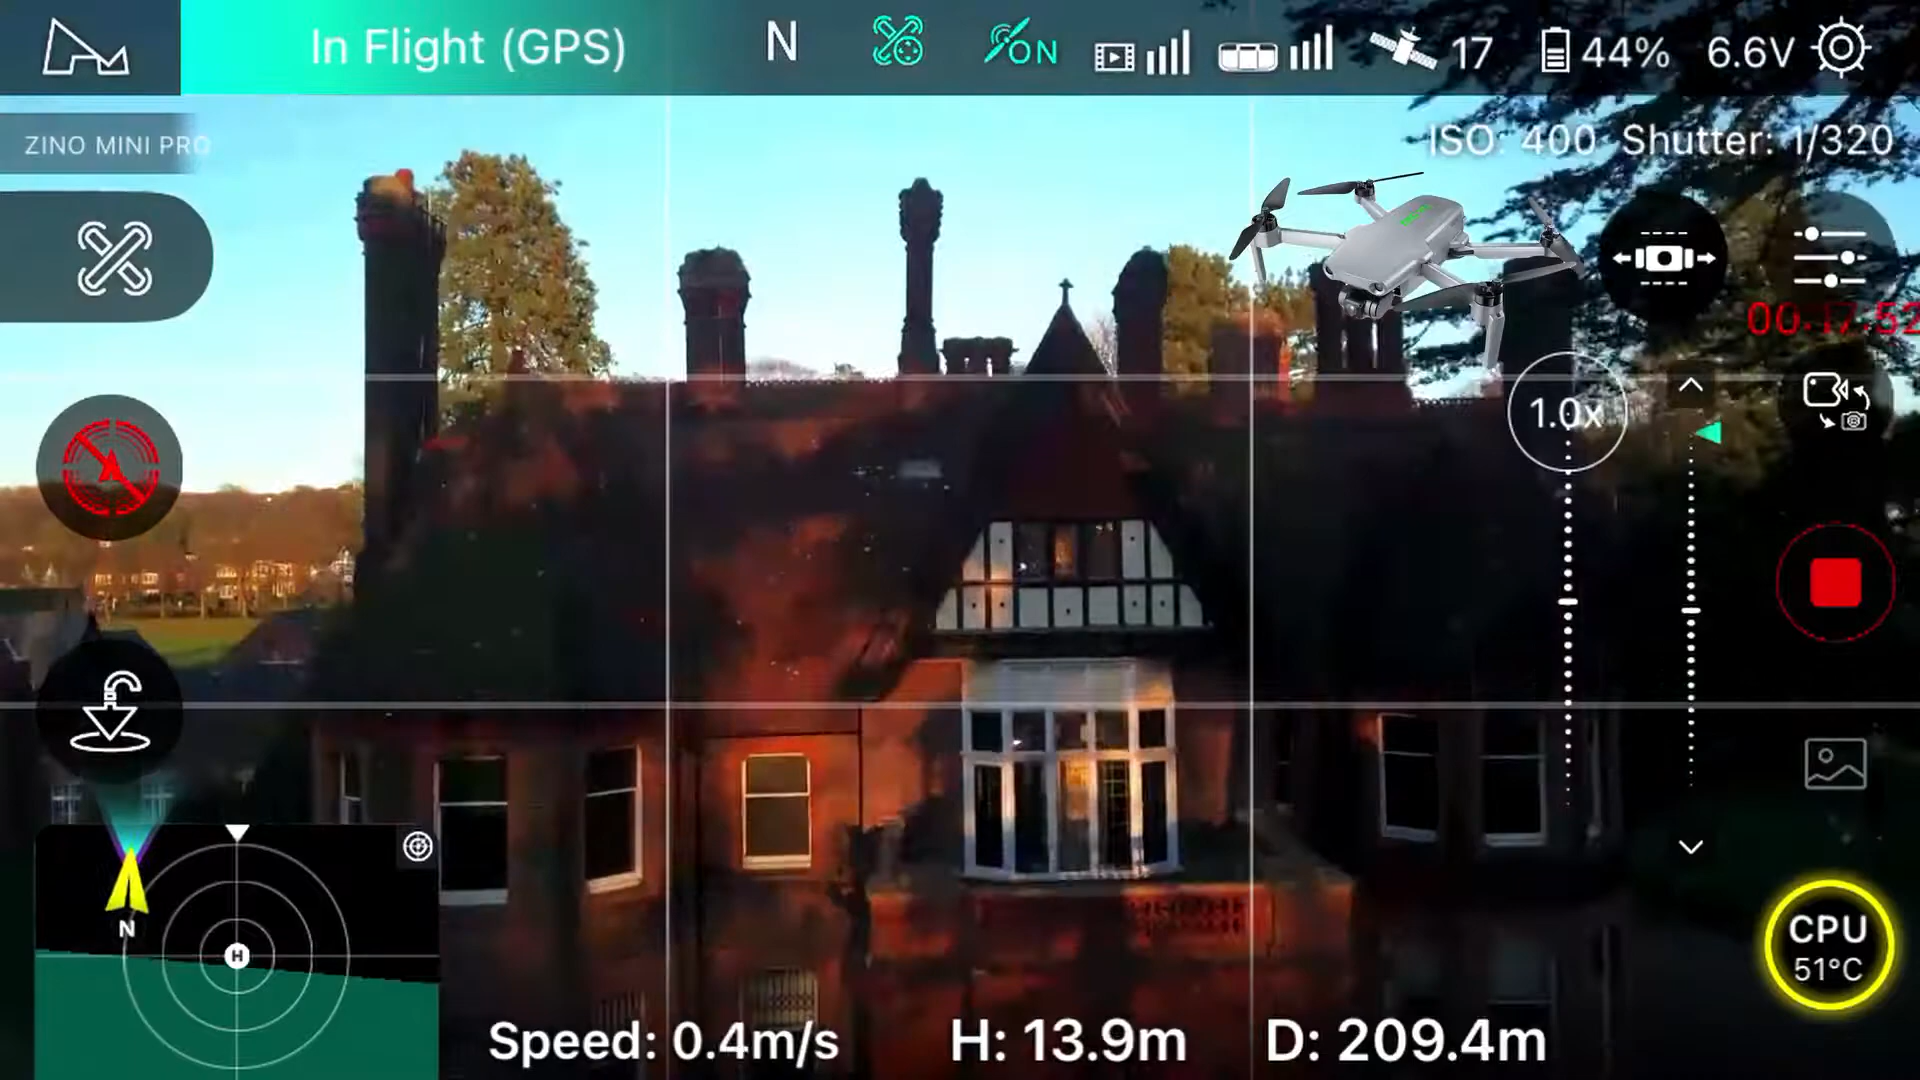 In Flight (GPS) N ON 17 44% 6.6V
ZINO MINI PRO
ISO: 400 Shutter: 1/320
00:17:52
1.0x
N
H
CPU
51°C
Speed: 0.4m/s H: 13.9m D: 209.4m